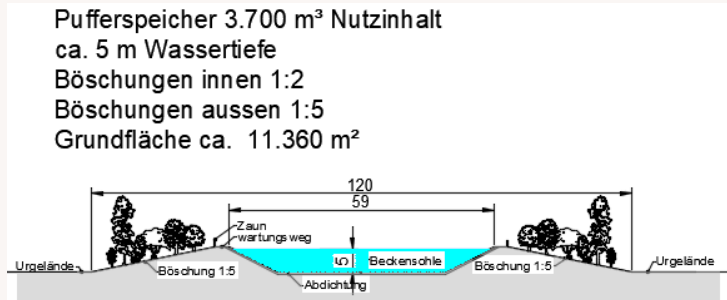 Pufferspeicher 3.700 m³ Nutzinhalt
ca. 5 m Wassertiefe
Böschungen innen 1:2
Böschungen aussen 1:5
Grundfläche ca. 11.360 m²
120
59
Zaun
wartungsweg
Urgelände
Böschung 1:5
5
Beckensohle
Böschung 1:5
Urgelände
Abdichtung